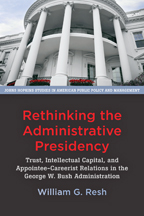 JOHNS HOPKINS STUDIES IN AMERICAN PUBLIC POLICY AND MANAGEMENT
Rethinking the
Administrative
Presidency
Trust, Intellectual Capital, and
Appointee–Careerist Relations in the
George W. Bush Administration
William G. Resh